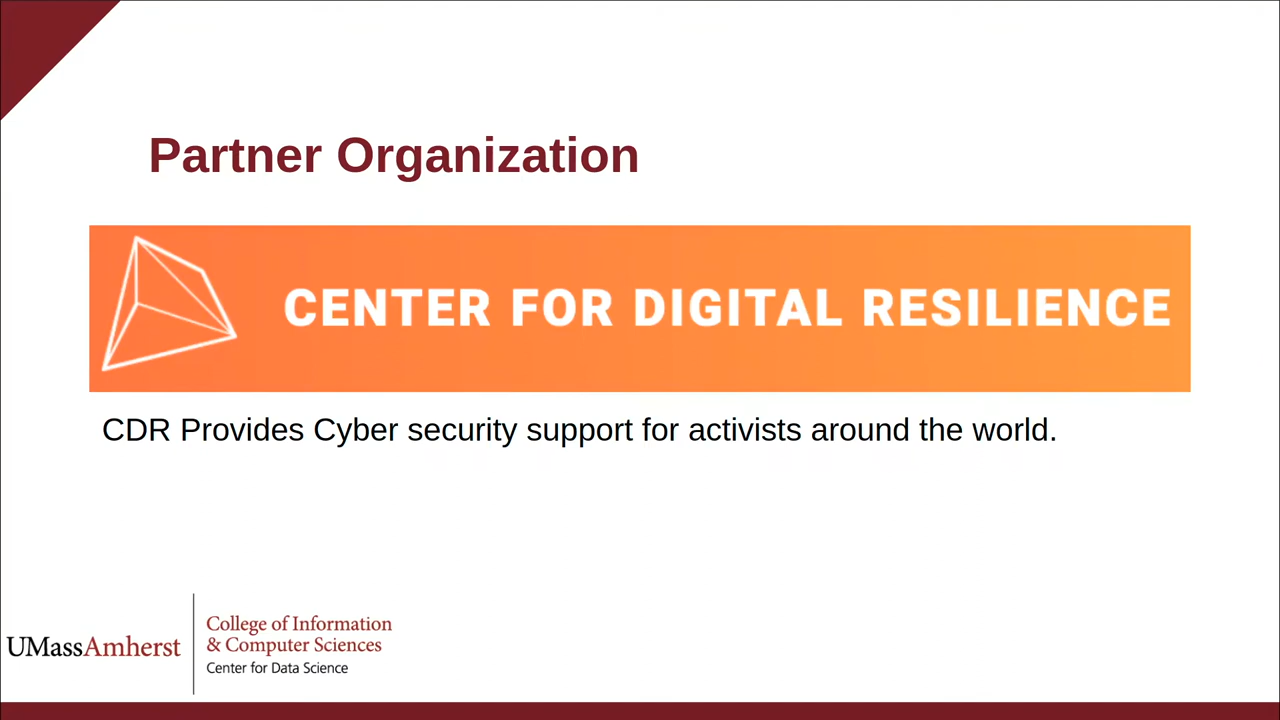 Partner Organization
CENTER FOR DIGITAL RESILIENCE
CDR Provides Cyber security support for activists around the world.
UMassAmherst
College of Information
& Computer Sciences
Center for Data Science